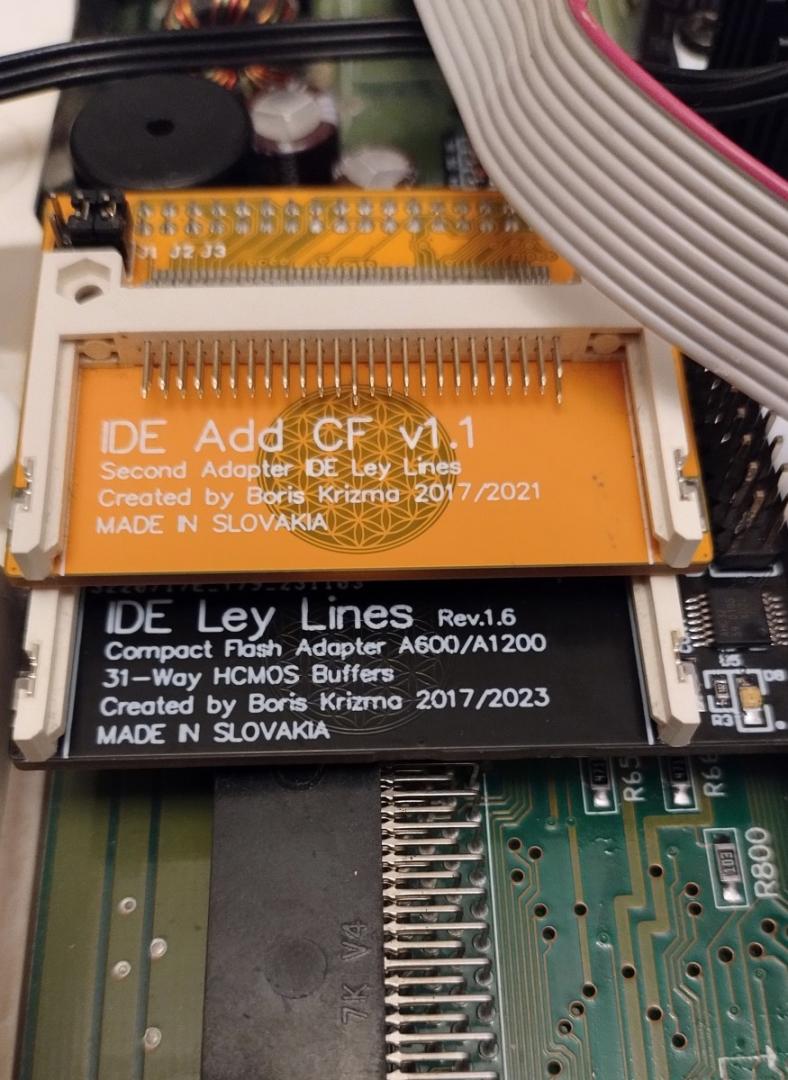 J1 J2 J3
IDE Add CF v1.1
Second Adapter IDE Ley Lines
Created by Boris Krizma 2017/2021
MADE IN SLOVAKIA
IDE Ley Lines Rev.1.6
Compact Flash Adapter A600/A1200
31-Way HCMOS Buffers
Created by Boris Krizma 2017/2023
MADE IN SLOVAKIA
U5
D8
R3
R800
103
7K V4